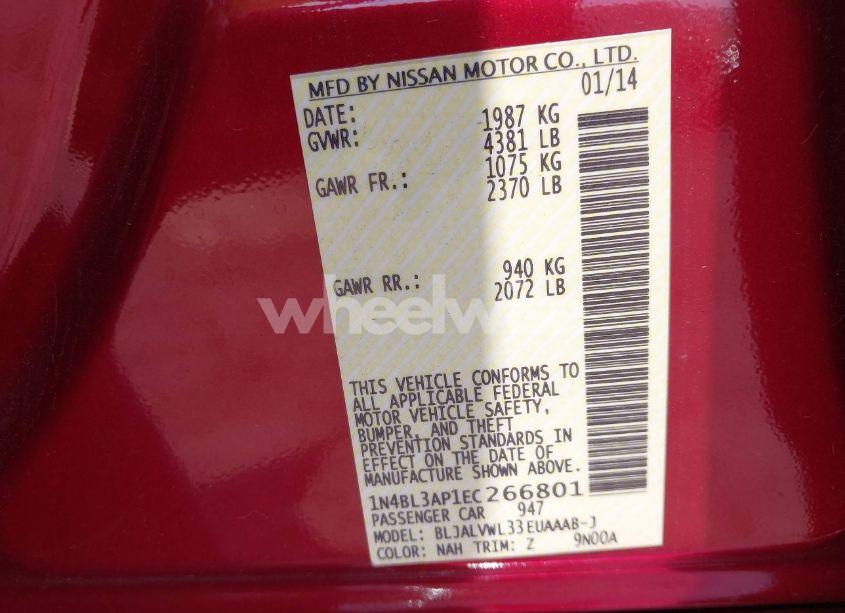 MFD BY NISSAN MOTOR CO., LTD.
DATE: 01/14
GVWR: 1987 KG
4381 LB
GAWR FR.: 1075 KG
2370 LB
GAWR RR.: 940 KG
2072 LB
THIS VEHICLE CONFORMS TO
ALL APPLICABLE FEDERAL
MOTOR VEHICLE SAFETY,
BUMPER, AND THEFT
PREVENTION STANDARDS IN
EFFECT ON THE DATE OF
MANUFACTURE SHOWN ABOVE.
1N4BL3AP1EC266801
PASSENGER CAR 947
MODEL: BLJALVWL33EUAAAB-J
COLOR: NAH TRIM: Z 9N00A